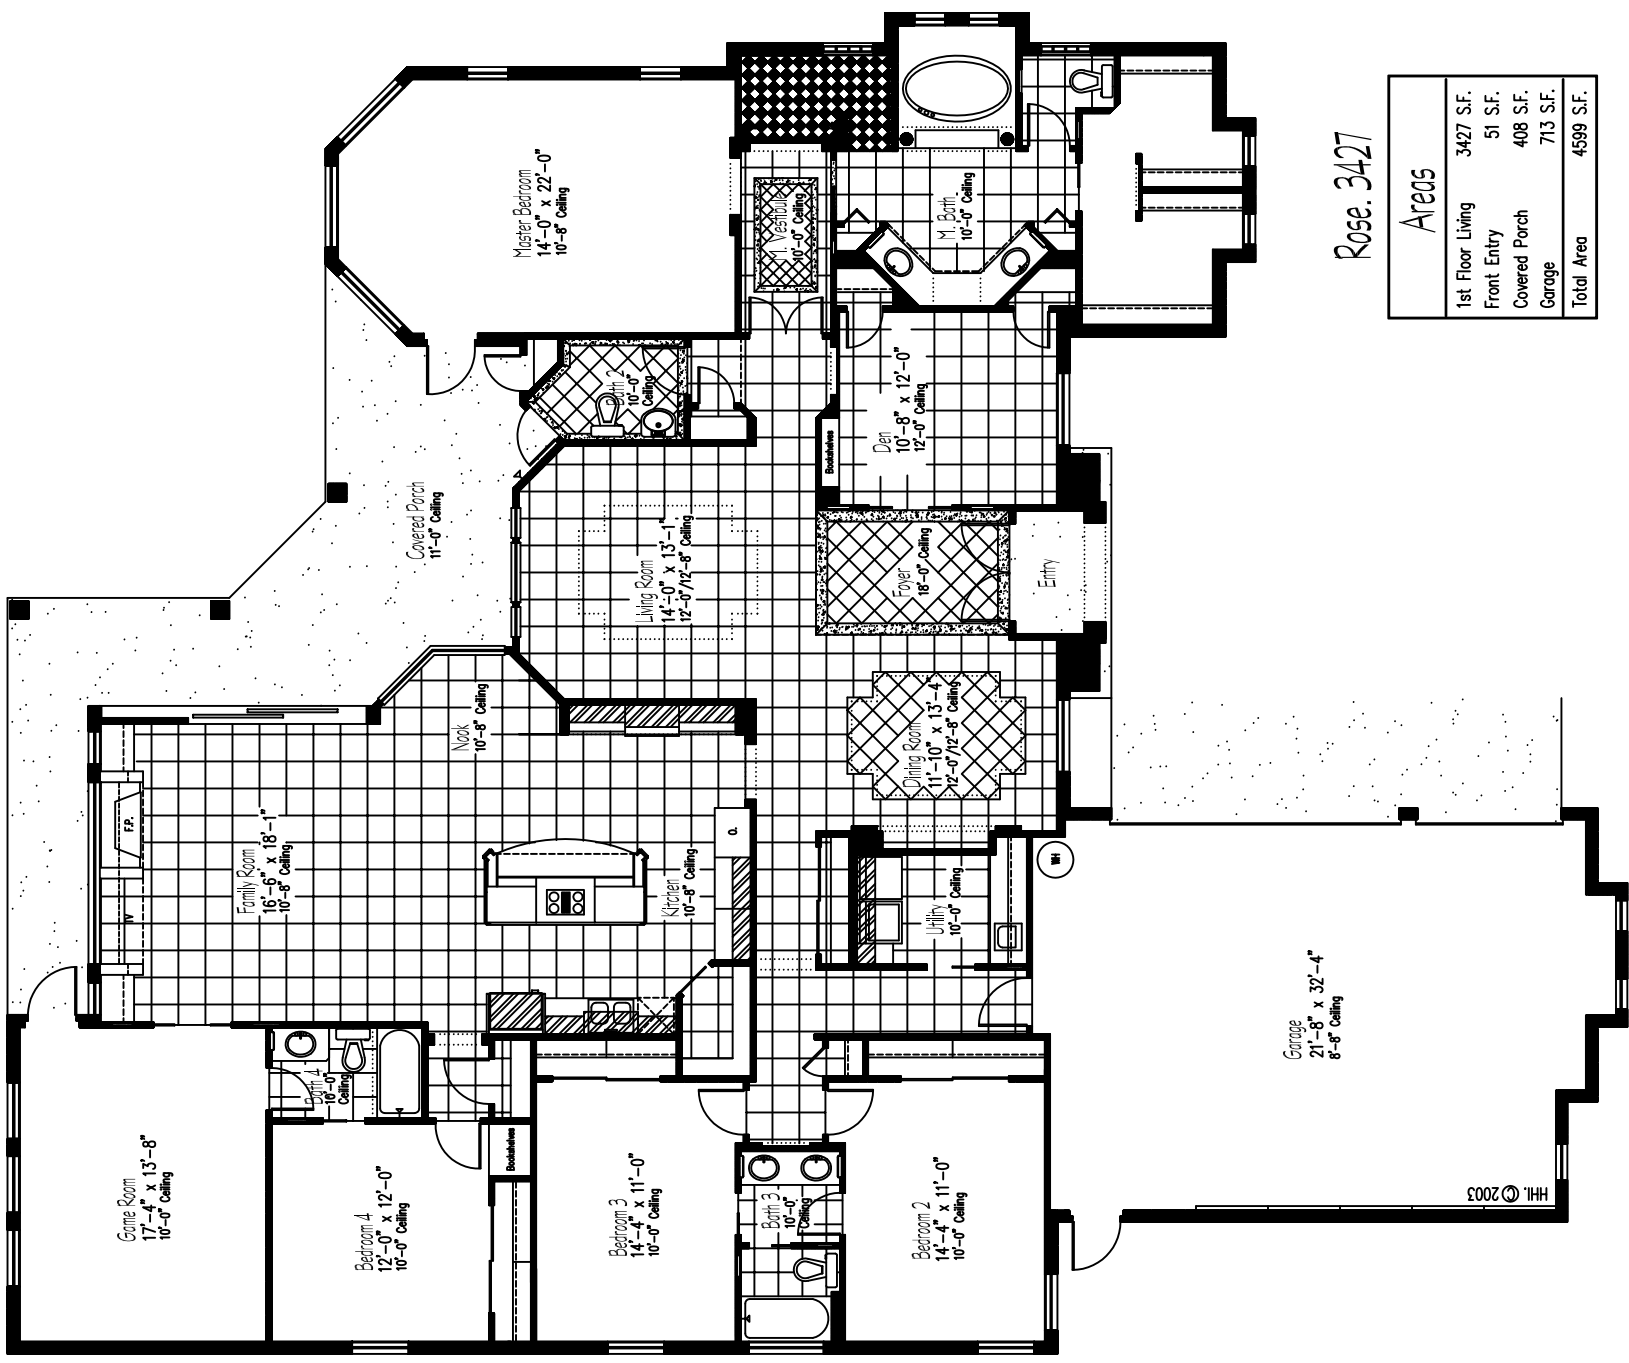 Master Bedroom
14'-0" x 22'-0"
10'-8" Ceiling
M. Vestibule
10'-0" Ceiling
M. Bath
10'-0" Ceiling
Bath 2
10'-0"
Ceiling
Den
10'-8" x 12'-0"
12'-0" Ceiling
Bookshelves
Covered Porch
11'-0" Ceiling
Living Room
14'-0" x 13'-1"
12'-0"/12'-8" Ceiling
Foyer
18'-0" Ceiling
Entry
Nook
10'-8" Ceiling
Dining Room
11'-10" x 13'-4"
12'-0"/12'-8" Ceiling
F.P.
TV
Family Room
16'-6" x 18'-1"
10'-8" Ceiling
Kitchen
10'-8" Ceiling
O.
Utility
10'-0" Ceiling
WH
Garage
21'-8" x 32'-4"
8'-8" Ceiling
Bath 4
10'-0"
Ceiling
Game Room
17'-4" x 13'-8"
10'-0" Ceiling
Bedroom 4
12'-0" x 12'-0"
10'-0" Ceiling
Bookshelves
Bedroom 3
14'-4" x 11'-0"
10'-0" Ceiling
Bath 3
10'-0"
Ceiling
Bedroom 2
14'-4" x 11'-0"
10'-0" Ceiling
HHI. © 2003
Rose. 3427
Areas
1st Floor Living 3427 S.F.
Front Entry 51 S.F.
Covered Porch 408 S.F.
Garage 713 S.F.
Total Area 4599 S.F.